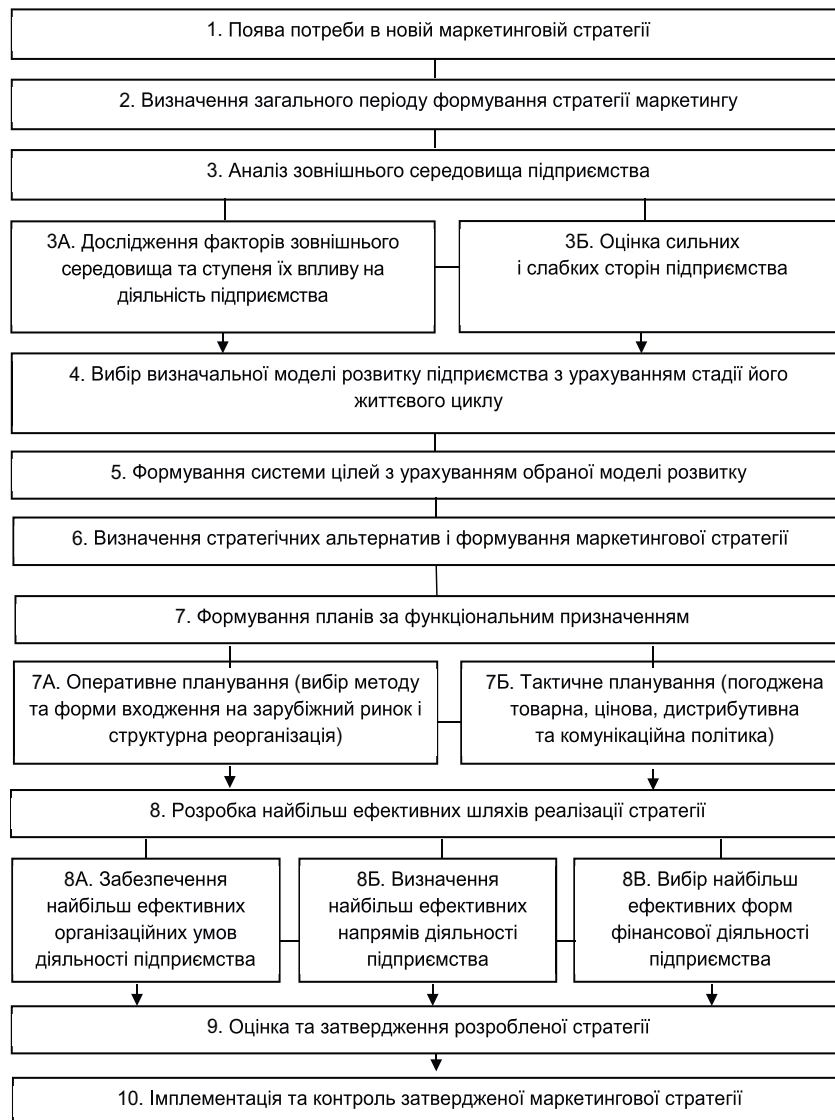 1. Поява потреби в новій маркетинговій стратегії
2. Визначення загального періоду формування стратегії маркетингу
3. Аналіз зовнішнього середовища підприємства
3А. Дослідження факторів зовнішнього
середовища та ступеня їх впливу на
діяльність підприємства
3Б. Оцінка сильних
і слабких сторін підприємства
4. Вибір визначальної моделі розвитку підприємства з урахуванням стадії його
життєвого циклу
5. Формування системи цілей з урахуванням обраної моделі розвитку
6. Визначення стратегічних альтернатив і формування маркетингової стратегії
7. Формування планів за функціональним призначенням
7А. Оперативне планування (вибір методу
та форми входження на зарубіжний ринок і
структурна реорганізація)
7Б. Тактичне планування (погоджена
товарна, цінова, дистрибутивна
та комунікаційна політика)
8. Розробка найбільш ефективних шляхів реалізації стратегії
8А. Забезпечення
найбільш ефективних
організаційних умов
діяльності підприємства
8Б. Визначення
найбільш ефективних
напрямів діяльності
підприємства
8В. Вибір найбільш
ефективних форм
фінансової діяльності
підприємства
9. Оцінка та затвердження розробленої стратегії
10. Імплементація та контроль затвердженої маркетингової стратегії